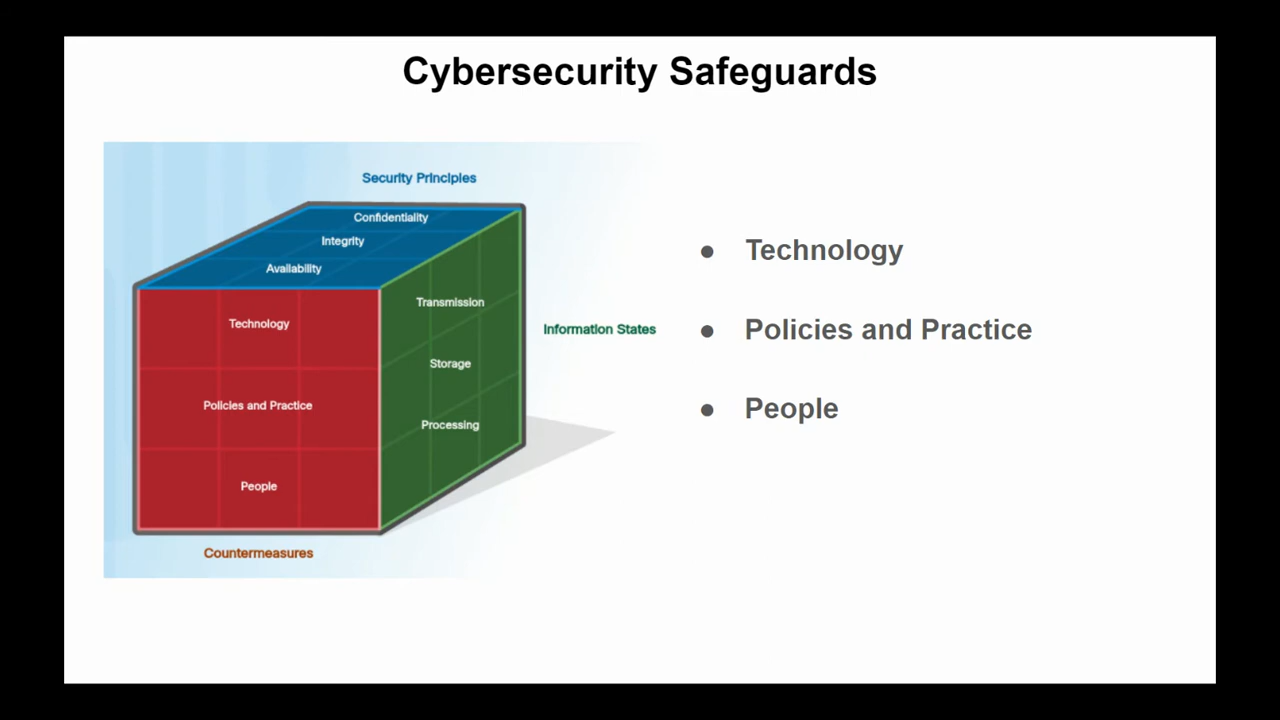 Cybersecurity Safeguards
Security Principles
Confidentiality
Integrity
Availability
Technology
Policies and Practice
People
Transmission
Storage
Processing
Information States
Countermeasures
● Technology
● Policies and Practice
● People